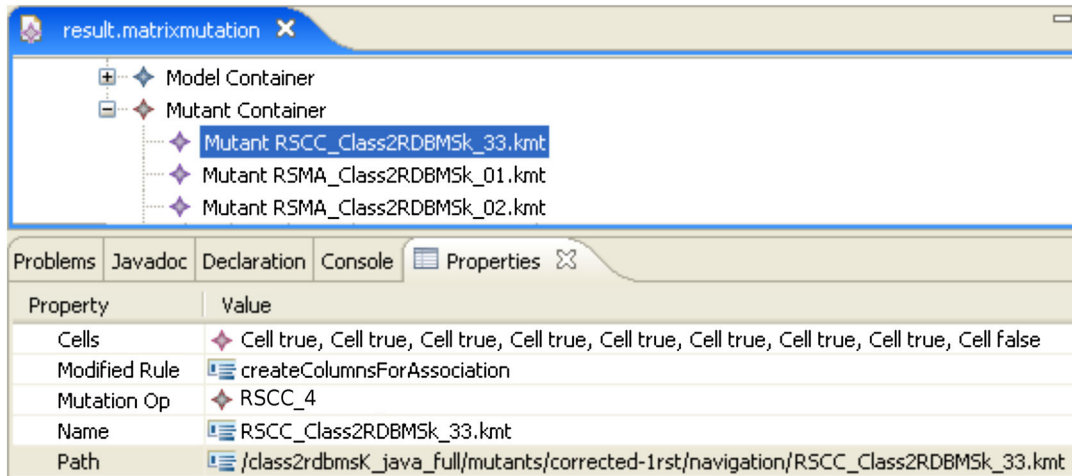 result.matrixmutation
Model Container
Mutant Container
Mutant RSCC_Class2RDBMSk_33.kmt
Mutant RSMA_Class2RDBMSk_01.kmt
Mutant RSMA_Class2RDBMSk_02.kmt
Problems Javadoc Declaration Console Properties
Property Value
Cells Cell true, Cell true, Cell true, Cell true, Cell true, Cell true, Cell true, Cell true, Cell false
Modified Rule createColumnsForAssociation
Mutation Op RSCC_4
Name RSCC_Class2RDBMSk_33.kmt
Path /class2rdbmsK_java_full/mutants/corrected-1rst/navigation/RSCC_Class2RDBMSk_33.kmt